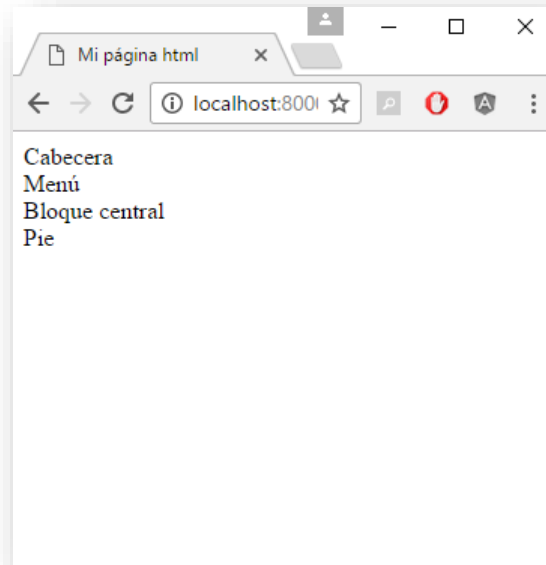 Mi página html
localhost:800
Cabecera
Menú
Bloque central
Pie